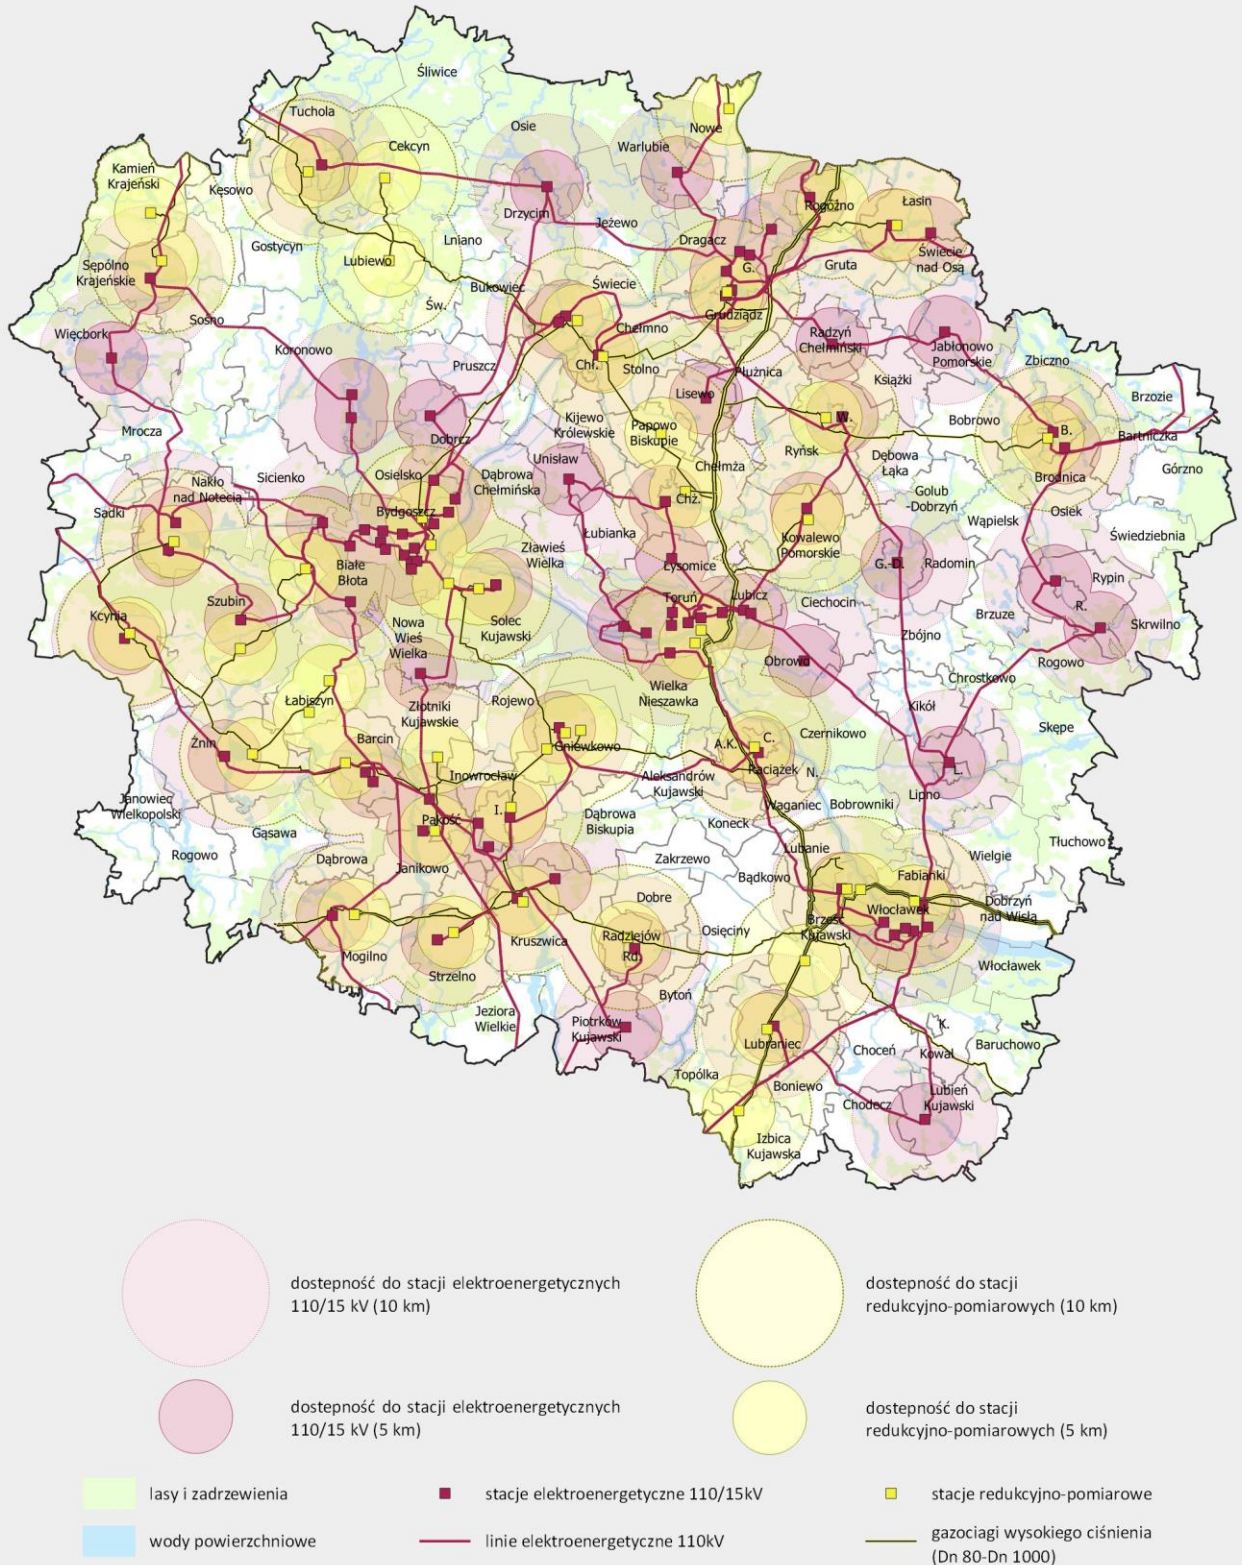 Śliwice
Tuchola
Osie
Nowe
Cekcyn
Warlubie
Kamień
Krajeński
Kęsowo
Rogóźno
Łasin
Drzycim
Jeżewo
Gostycyn
Lniano
Dragacz
Świecie
nad Osą
Lubiewo
G.
Gruta
Sępólno
Krajeńskie
Bukowiec
Świecie
Św.
Sośno
Chełmno
Grudziądz
Więcbork
Radzyń
Chełmiński
Jabłonowo
Pomorskie
Koronowo
Zbiczno
Pruszcz
Chł.
Stolno
Płużnica
Książki
Lisewo
Brzozie
Mrocza
Kijewo
Królewskie
Papowo
Biskupie
W.
Bobrowo
B.
Bartniczka
Dobrcz
Unisław
Ryńsk
Dębowa
Łąka
Górzno
Nakło
nad Notecią
Sicienko
Osielsko
Dąbrowa
Chełmińska
Chełmża
Brodnica
Golub
-Dobrzyń
Sadki
Bydgoszcz
Chż.
Wąpielsk
Osiek
Łubianka
Kowalewo
Pomorskie
Świedziebnia
Zławieś
Wielka
Białe
Błota
Łysomice
G.-D.
Radomin
Rypin
Szubin
Toruń
Lubicz
Ciechocin
R.
Kcynia
Nowa
Wieś
Wielka
Solec
Kujawski
Brzuze
Skrwilno
Zbójno
Obrowo
Rogowo
Chrostkowo
Łabiszyn
Złotniki
Kujawskie
Rojewo
Wielka
Nieszawka
Kikół
Skępe
Czernikowo
Żnin
Barcin
Gniewkowo
A.K.
C.
Raciążek
N.
L.
Inowrocław
Aleksandrów
Kujawski
Lipno
Janowiec
Wielkopolski
Waganiec
Bobrowniki
I.
Pakość
Dąbrowa
Biskupia
Koneck
Gąsawa
Tłuchowo
Rogowo
Dąbrowa
Janikowo
Zakrzewo
Lubanie
Wielgie
Bądkowo
Fabianki
Dobre
Dobrzyń
nad Wisłą
Włocławek
Brześć
Kujawski
Osięciny
Radziejów
Rd.
Kruszwica
Mogilno
Strzelno
Włocławek
Bytoń
Jeziora
Wielkie
Piotrków
Kujawski
K.
Lubraniec
Baruchowo
Choceń
Kowal
Topólka
Boniewo
Lubień
Kujawski
Chodecz
Izbica
Kujawska
dostępność do stacji elektroenergetycznych
110/15 kV (10 km)
dostępność do stacji
redukcyjno-pomiarowych (10 km)
dostępność do stacji elektroenergetycznych
110/15 kV (5 km)
dostępność do stacji
redukcyjno-pomiarowych (5 km)
lasy i zadrzewienia
stacje elektroenergetyczne 110/15kV
stacje redukcyjno-pomiarowe
wody powierzchniowe
linie elektroenergetyczne 110kV
gazociagi wysokiego ciśnienia
(Dn 80-Dn 1000)